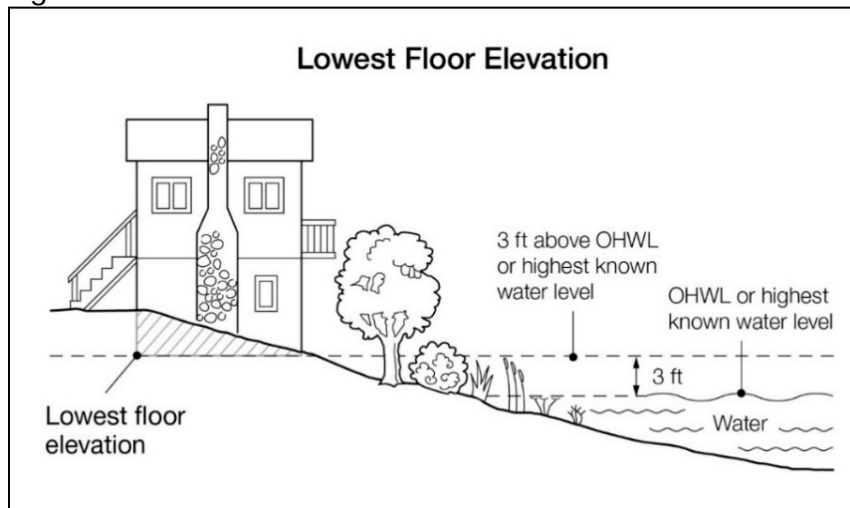 Lowest Floor Elevation
3 ft above OHWL
or highest known
water level
OHWL or highest
known water level
3 ft
Water
Lowest floor
elevation